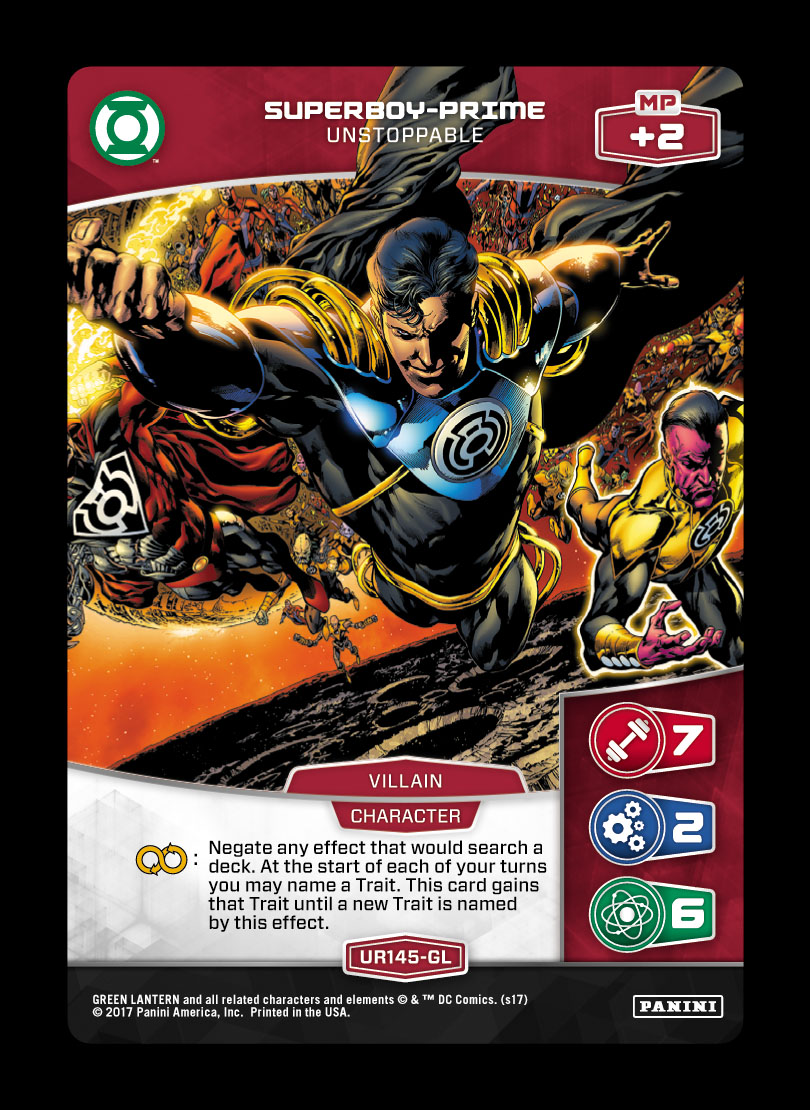 SUPERBOY-PRIME
UNSTOPPABLE
MP
+2
™
7
2
6
VILLAIN
CHARACTER
: Negate any effect that would search a
deck. At the start of each of your turns
you may name a Trait. This card gains
that Trait until a new Trait is named
by this effect.
UR145-GL
GREEN LANTERN and all related characters and elements © & ™ DC Comics. (s17)
© 2017 Panini America, Inc. Printed in the USA.
PANINI